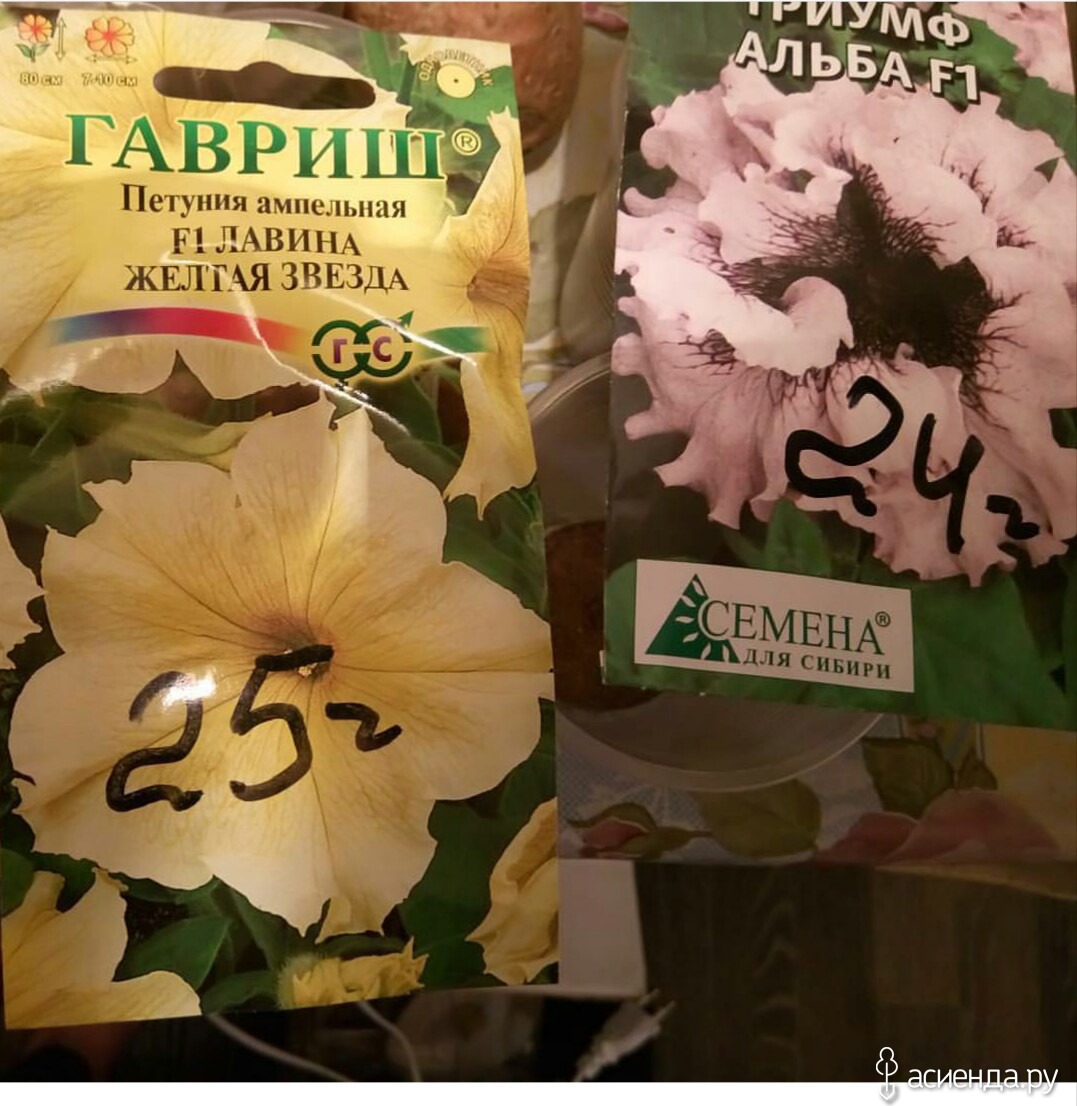 80 см 7-10 см
однолетник
ГАВРИШ®
Петуния ампельная
F1 ЛАВИНА
ЖЕЛТАЯ ЗВЕЗДА
ГС
25г
ТРИУМФ
АЛЬБА F1
24г
СЕМЕНА®
ДЛЯ СИБИРИ
асиенда.ру